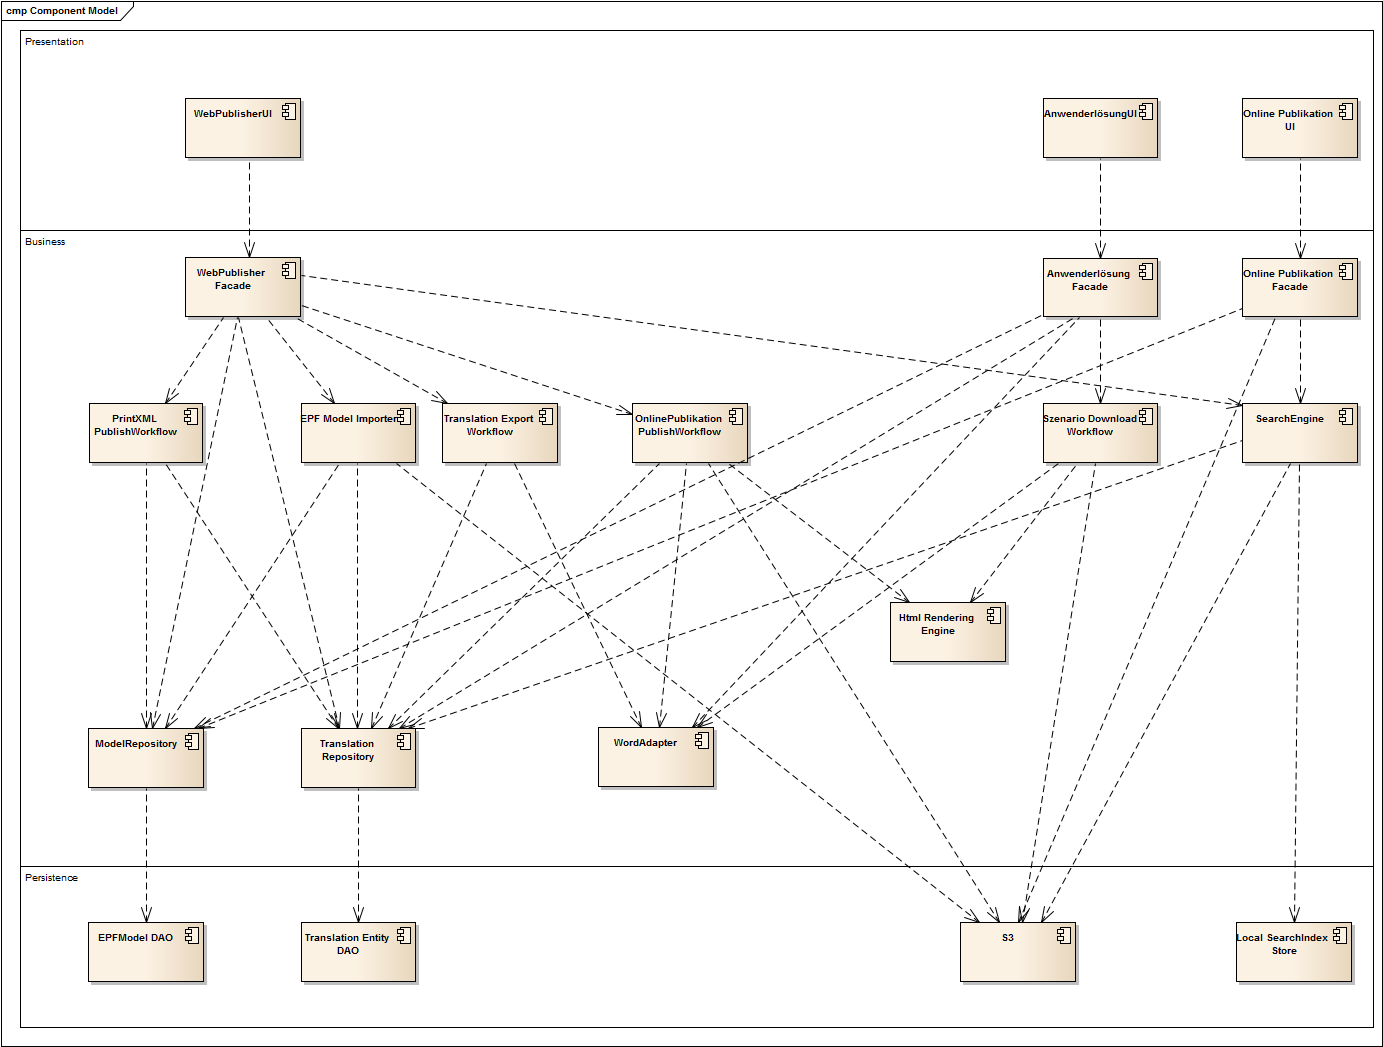 cmp Component Model
Presentation
WebPublisherUI
AnwenderlösungUI
Online Publikation
UI
Business
WebPublisher
Facade
Anwenderlösung
Facade
Online Publikation
Facade
PrintXML
PublishWorkflow
EPF Model Importer
Translation Export
Workflow
OnlinePublikation
PublishWorkflow
Szenario Download
Workflow
SearchEngine
Html Rendering
Engine
ModelRepository
Translation
Repository
WordAdapter
Persistence
EPFModel DAO
Translation Entity
DAO
S3
Local SearchIndex
Store